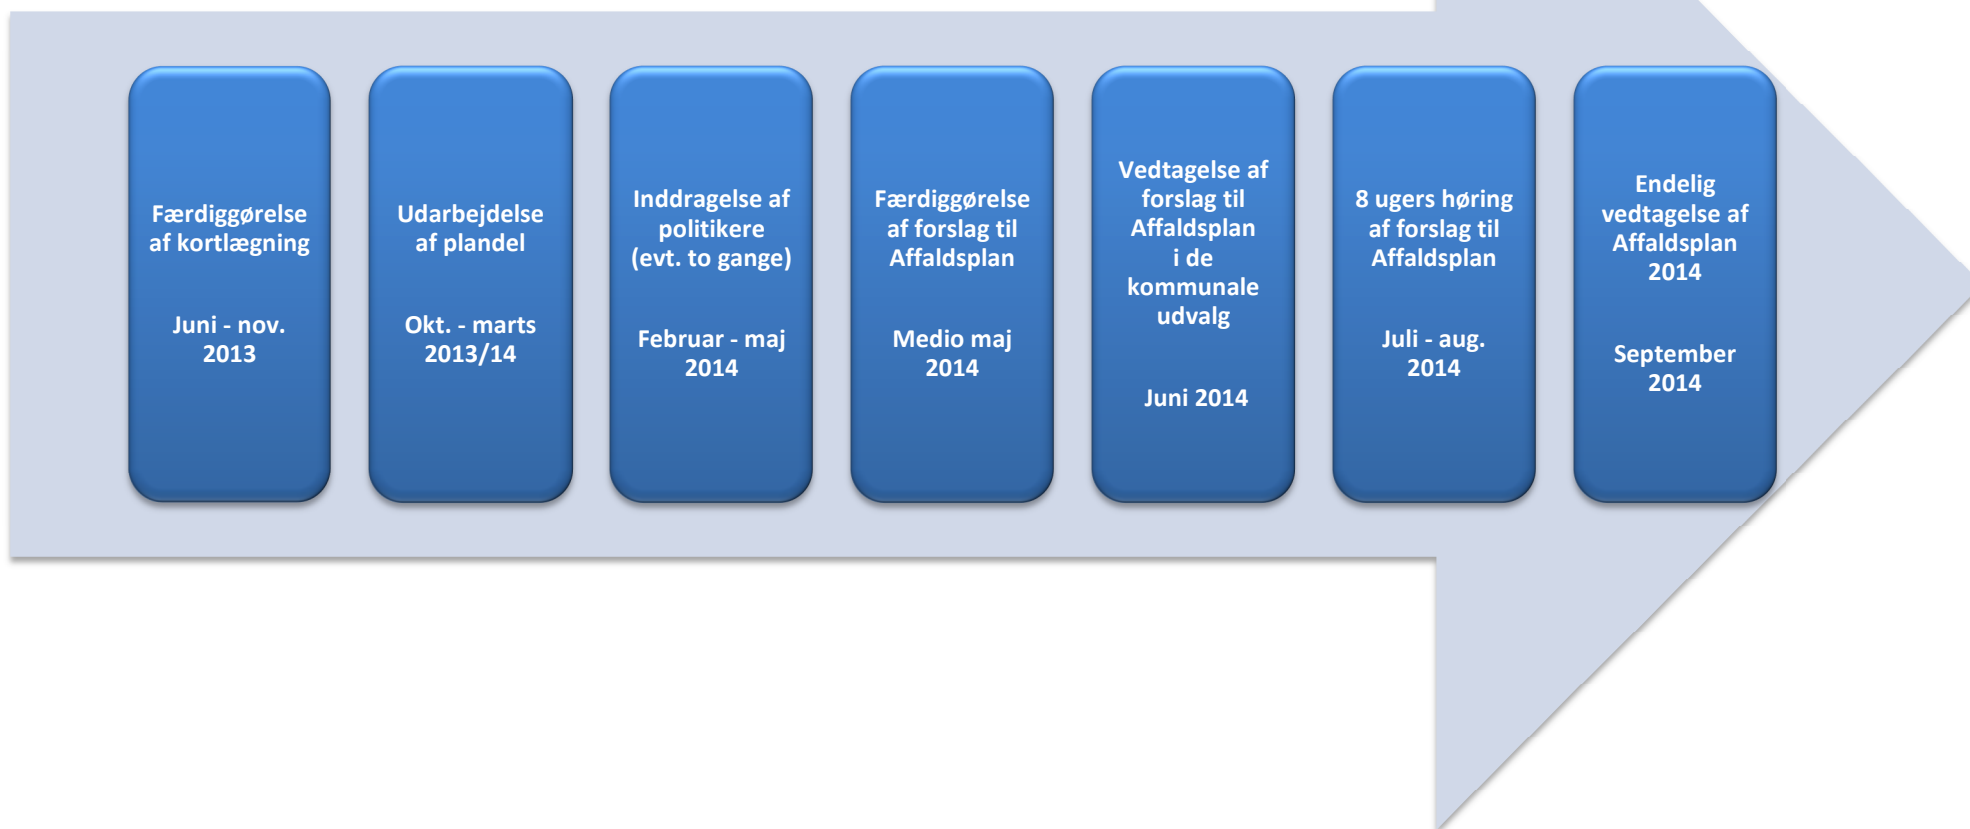 Færdiggørelse
af kortlægning
Juni - nov.
2013
Udarbejdelse
af plandel
Okt. - marts
2013/14
Inddragelse af
politikere
(evt. to gange)
Februar - maj
2014
Færdiggørelse
af forslag til
Affaldsplan
Medio maj
2014
Vedtagelse af
forslag til
Affaldsplan
i de
kommunale
udvalg
Juni 2014
8 ugers høring
af forslag til
Affaldsplan
Juli - aug.
2014
Endelig
vedtagelse af
Affaldsplan
2014
September
2014